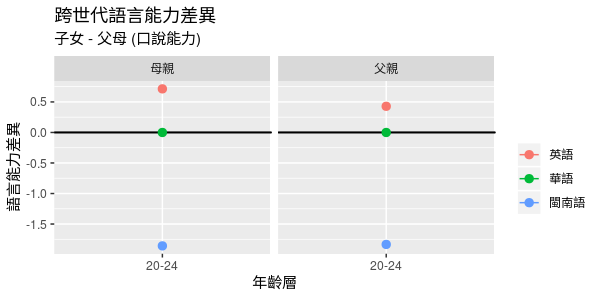 跨世代語言能力差異
子女 - 父母 (口說能力)
母親
父親
語言能力差異
0.5
0.0
-0.5
-1.0
-1.5
20-24
20-24
年齡層
英語
華語
閩南語